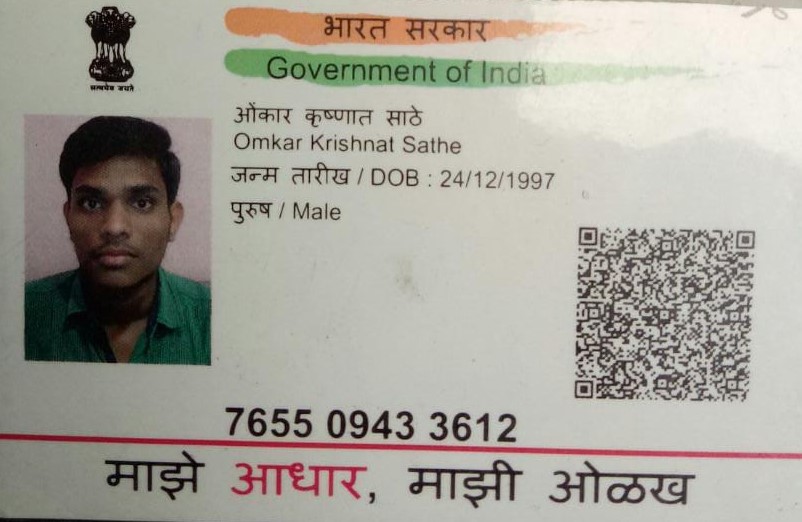 भारत सरकार
Government of India
सत्यमेव जयते
ओंकार कृष्णात साठे
Omkar Krishnat Sathe
जन्म तारीख / DOB : 24/12/1997
पुरुष / Male
7655 0943 3612
माझे आधार, माझी ओळख